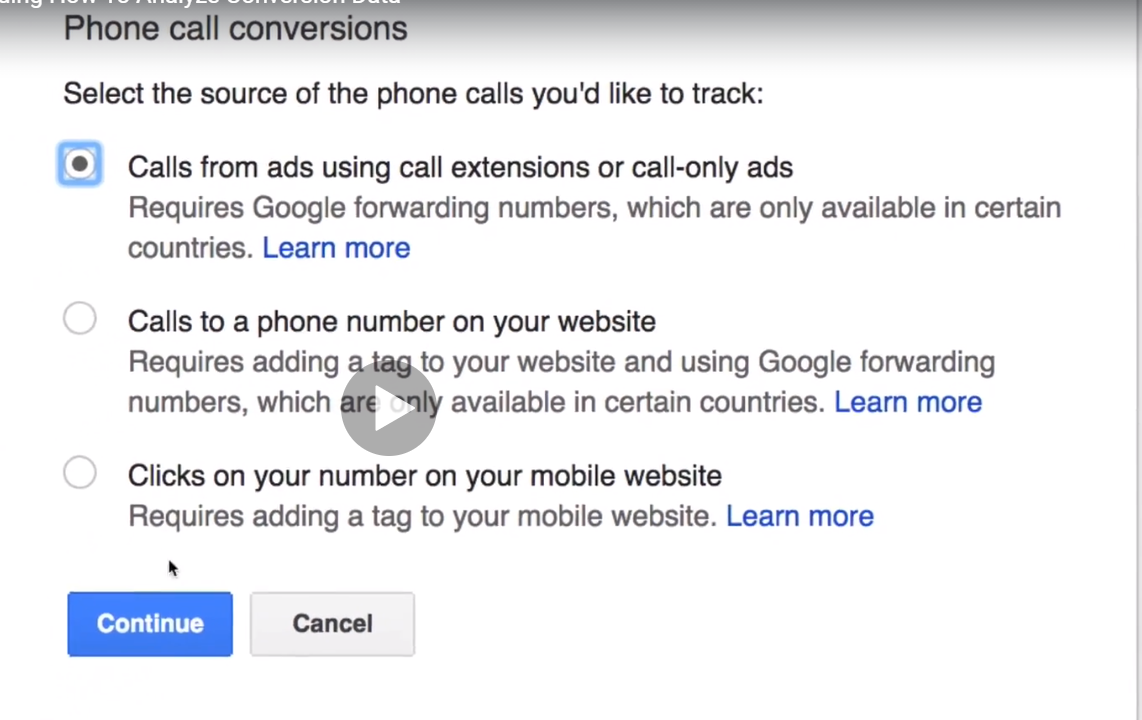 How To Analyze Conversion Data
Phone call conversions
Select the source of the phone calls you'd like to track:
Calls from ads using call extensions or call-only ads
Requires Google forwarding numbers, which are only available in certain
countries. Learn more
Calls to a phone number on your website
Requires adding a tag to your website and using Google forwarding
numbers, which are only available in certain countries. Learn more
Clicks on your number on your mobile website
Requires adding a tag to your mobile website. Learn more
Continue Cancel